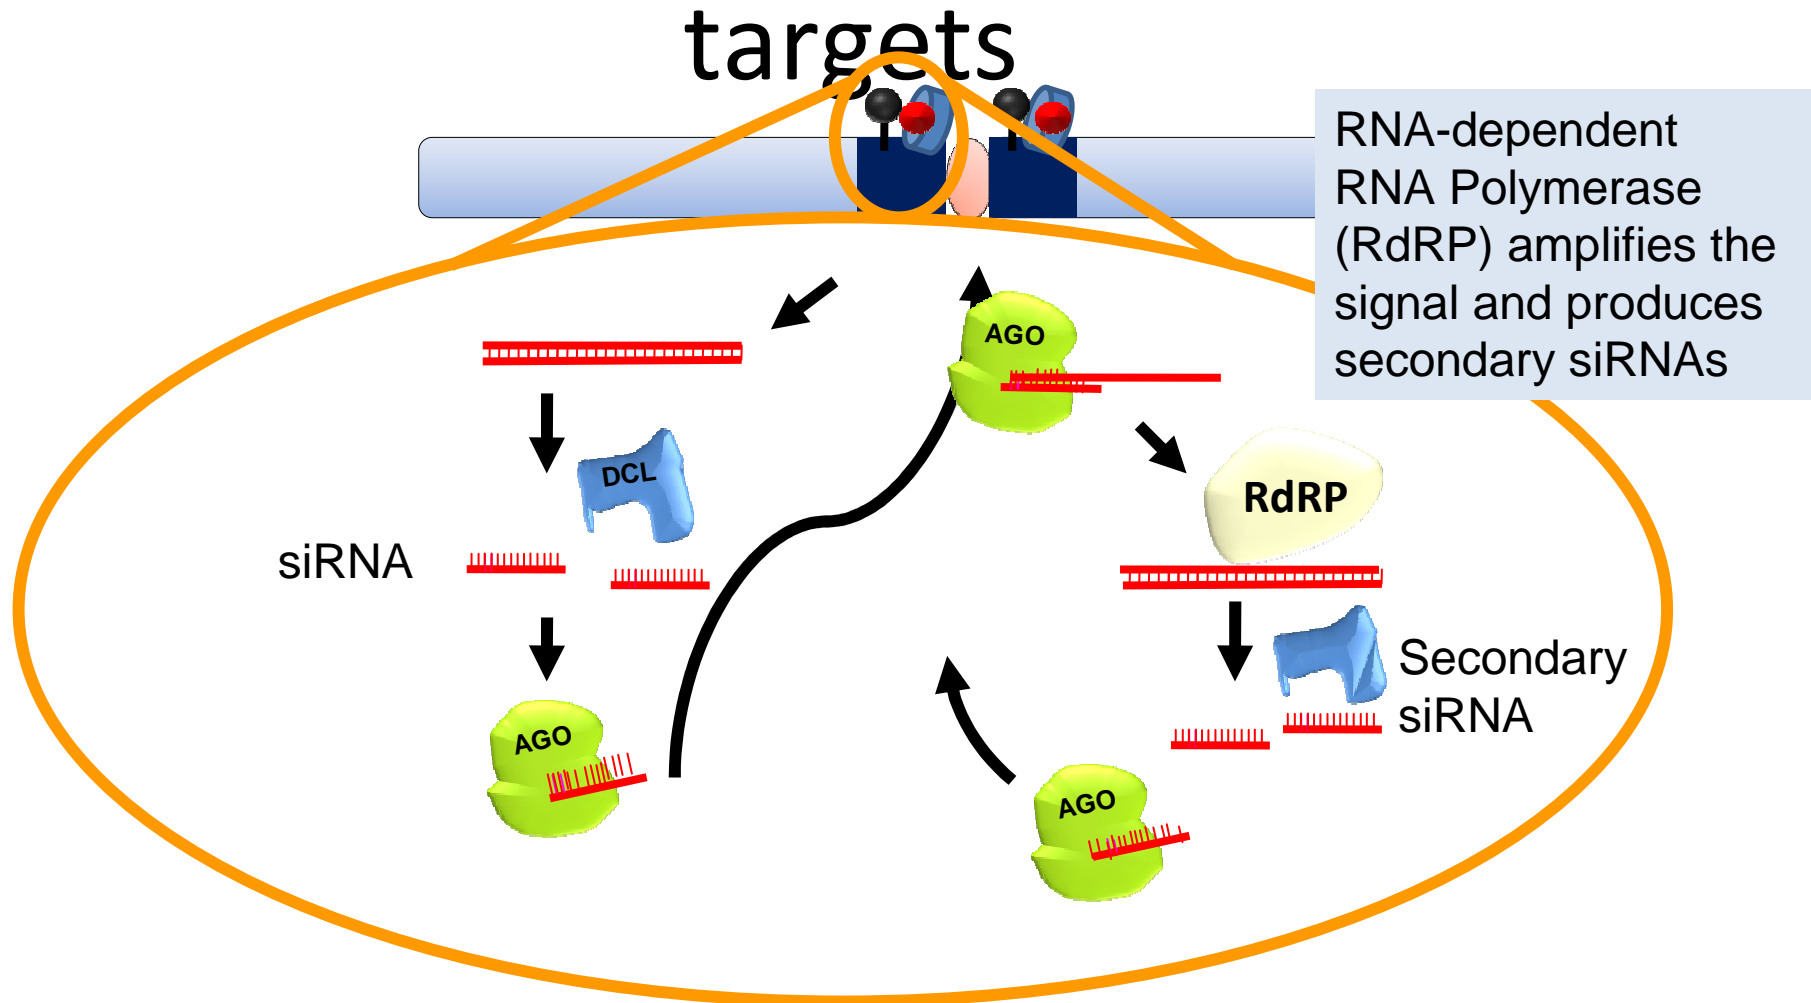 targets
RNA-dependent
RNA Polymerase
(RdRP) amplifies the
signal and produces
secondary siRNAs
AGO
DCL
RdRP
siRNA
Secondary
siRNA
AGO
AGO